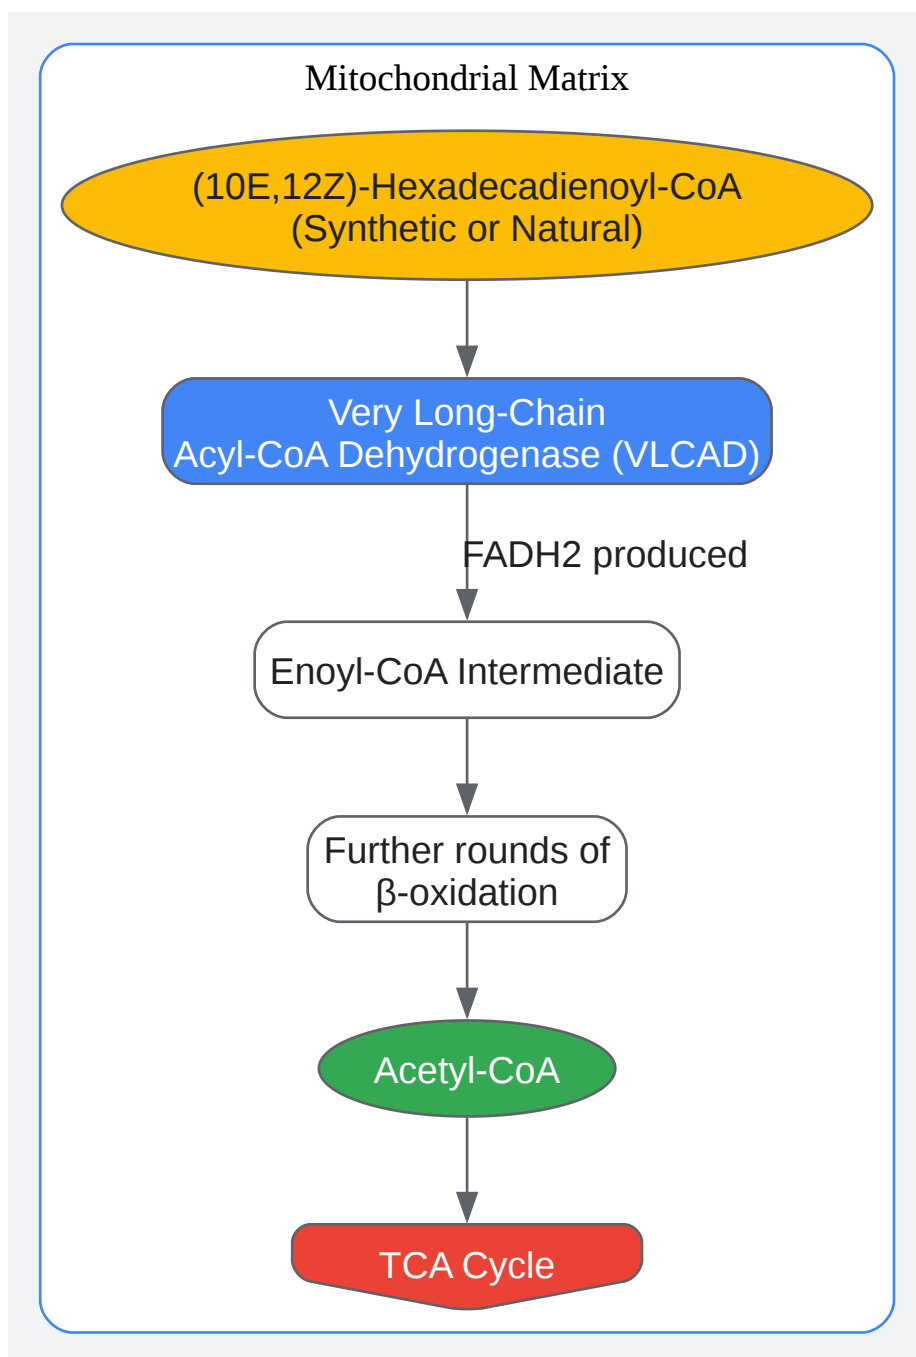 Mitochondrial Matrix
(10E,12Z)-Hexadecadienoyl-CoA
(Synthetic or Natural)
Very Long-Chain
Acyl-CoA Dehydrogenase (VLCAD)
FADH2 produced
Enoyl-CoA Intermediate
Further rounds of
β-oxidation
Acetyl-CoA
TCA Cycle